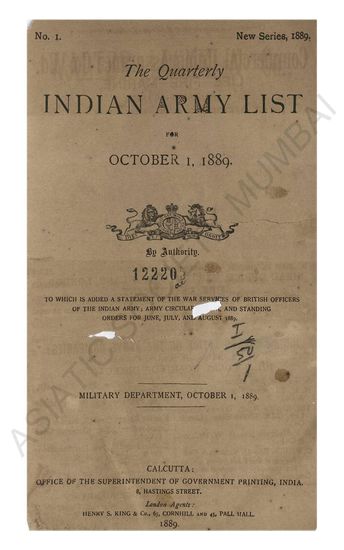 No. 1. New Series, 1889.
The Quarterly
INDIAN ARMY LIST
FOR
OCTOBER 1, 1889.
By Authority.
12220
TO WHICH IS ADDED A STATEMENT OF THE WAR SERVICES OF BRITISH OFFICERS
OF THE INDIAN ARMY; ARMY CIRCULAR AND STANDING
ORDERS FOR JUNE, JULY, AND AUGUST 1889.
MILITARY DEPARTMENT, OCTOBER 1, 1889.
CALCUTTA:
OFFICE OF THE SUPERINTENDENT OF GOVERNMENT PRINTING, INDIA.
8, HASTINGS STREET.
London Agents:
HENRY S. KING & Co., 65, CORNHILL AND 45, PALL MALL.
1889.
ASIATIC MUMBAI